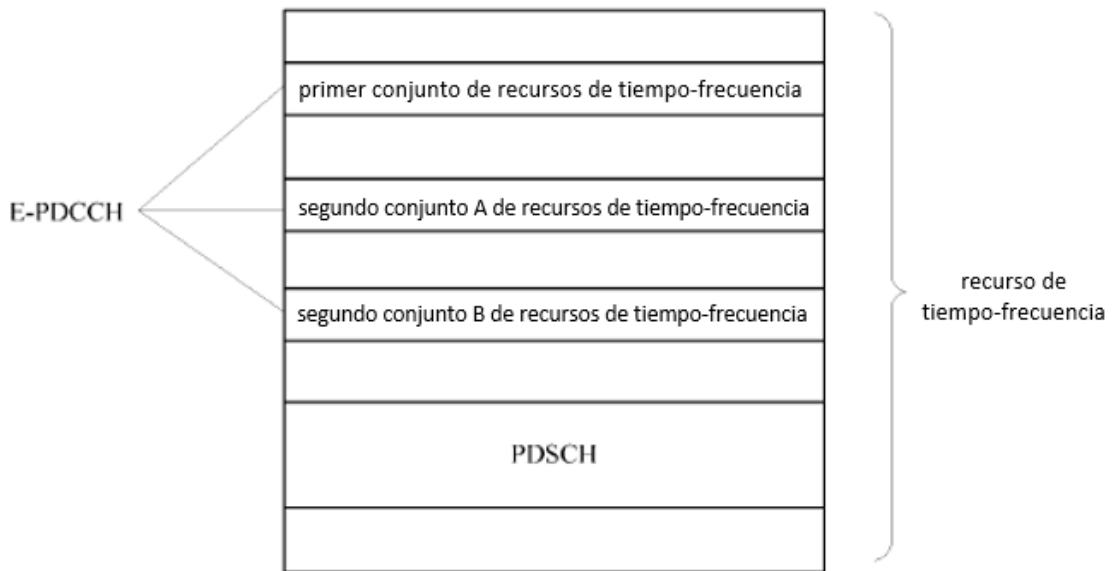 primer conjunto de recursos de tiempo-frecuencia
E-PDCCH
segundo conjunto A de recursos de tiempo-frecuencia
segundo conjunto B de recursos de tiempo-frecuencia
recurso de
tiempo-frecuencia
PDSCH